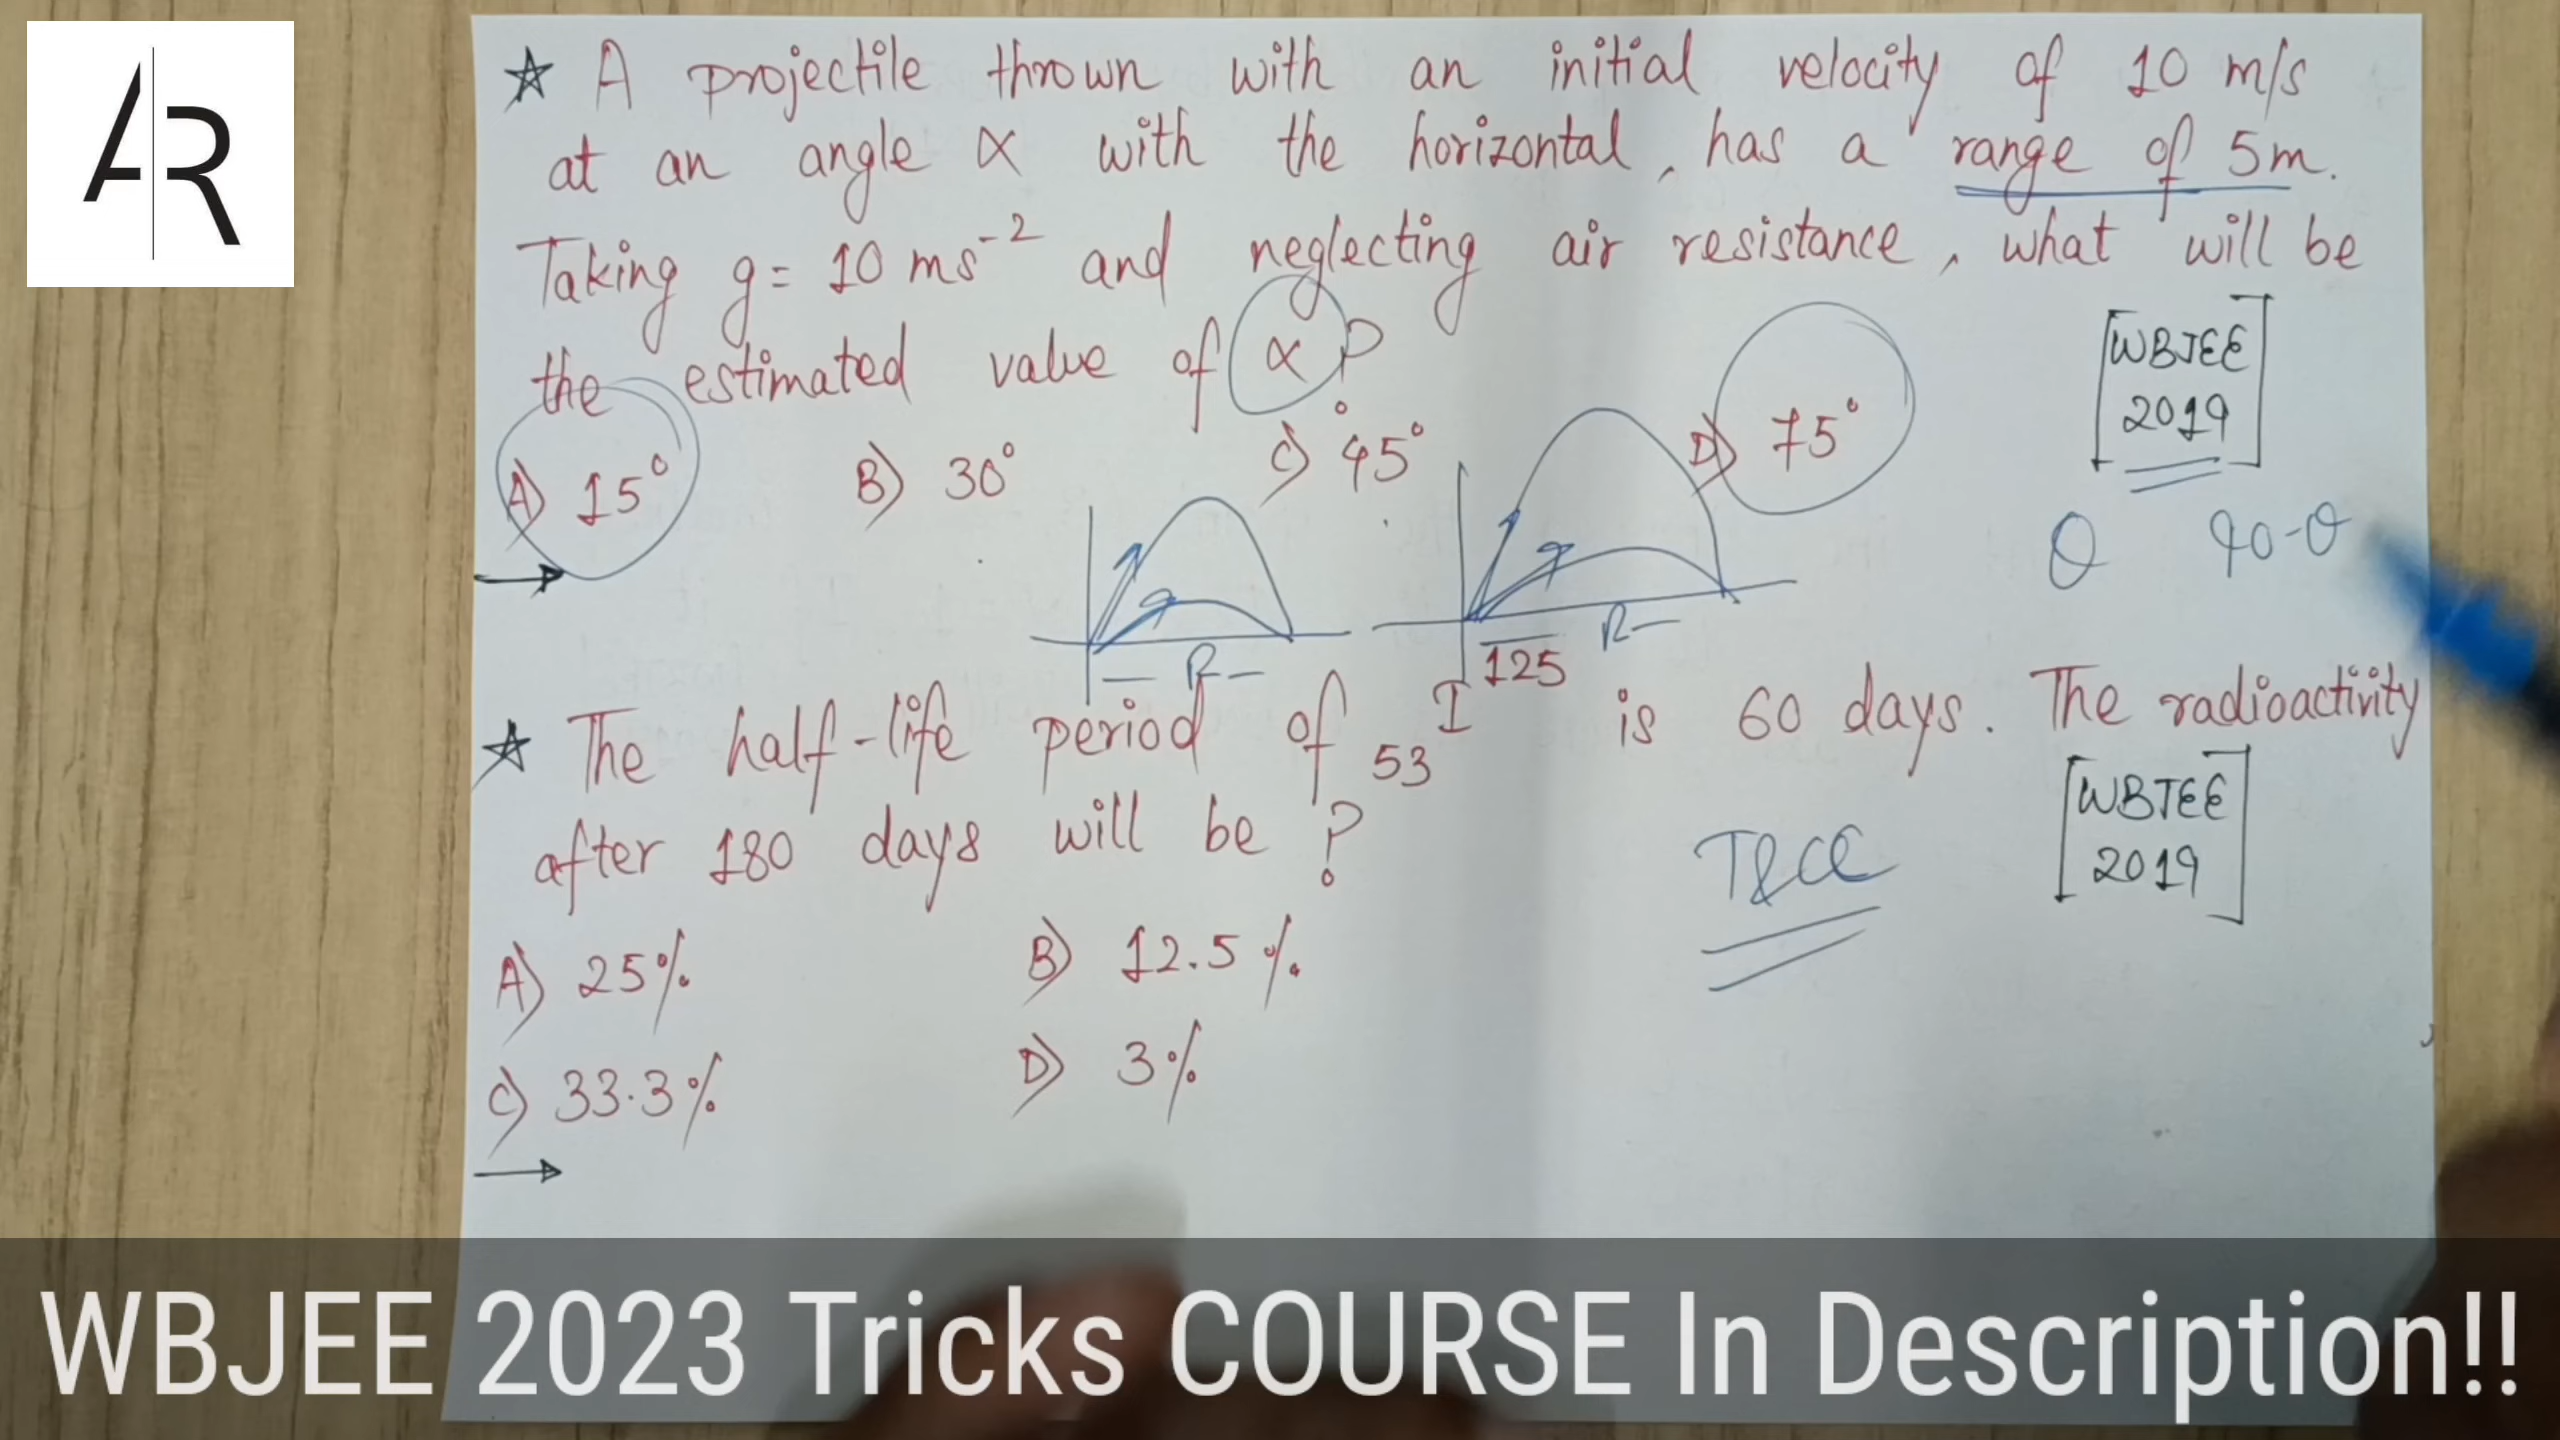 AR
☆ A projectile thrown with an initial velocity of 10 m/s
at an angle ∝ with the horizontal, has a range of 5m.
Taking g = 10 ms⁻² and neglecting air resistance, what will be
the estimated value of ∝ ?
[WBJEE
2019]
A) 15° B) 30° C) 45° D) 75°
θ 90-θ
R
R
☆ The half-life period of ₅₃I¹²⁵ is 60 days. The radioactivity
after 180 days will be ?
[WBJEE
2019]
A) 25% B) 12.5%
C) 33.3% D) 3%
WBJEE 2023 Tricks COURSE In Description!!